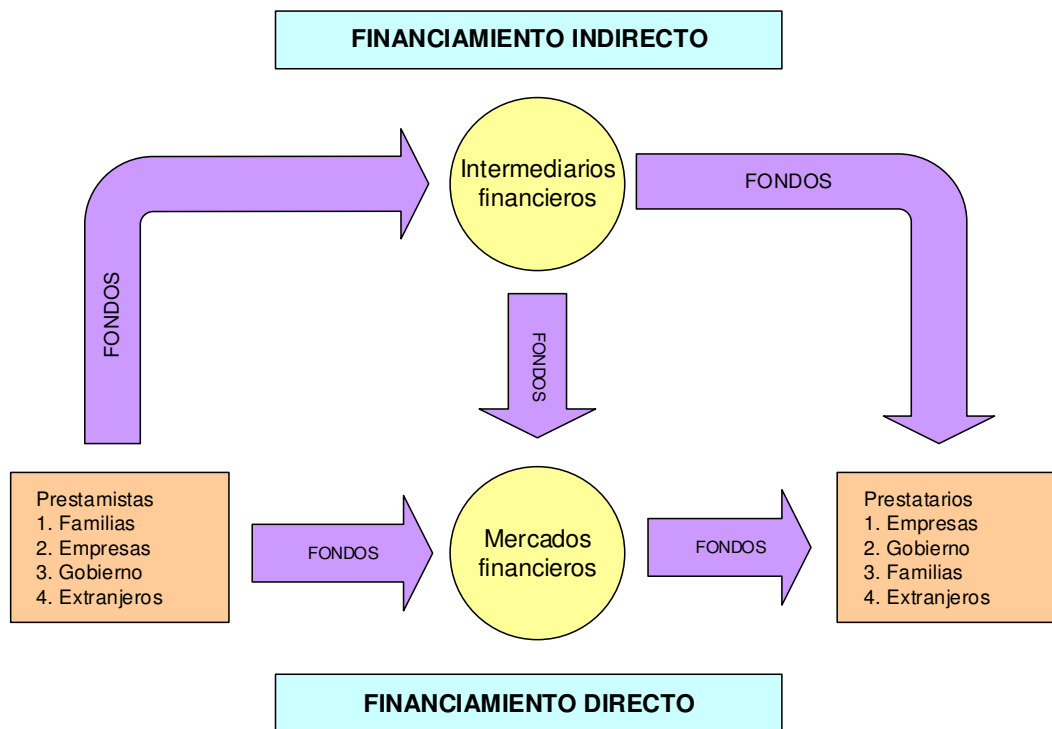 FINANCIAMIENTO INDIRECTO
Intermediarios
financieros
FONDOS
FONDOS
FONDOS
Prestamistas
1. Familias
2. Empresas
3. Gobierno
4. Extranjeros
FONDOS
Mercados
financieros
FONDOS
Prestatarios
1. Empresas
2. Gobierno
3. Familias
4. Extranjeros
FINANCIAMIENTO DIRECTO